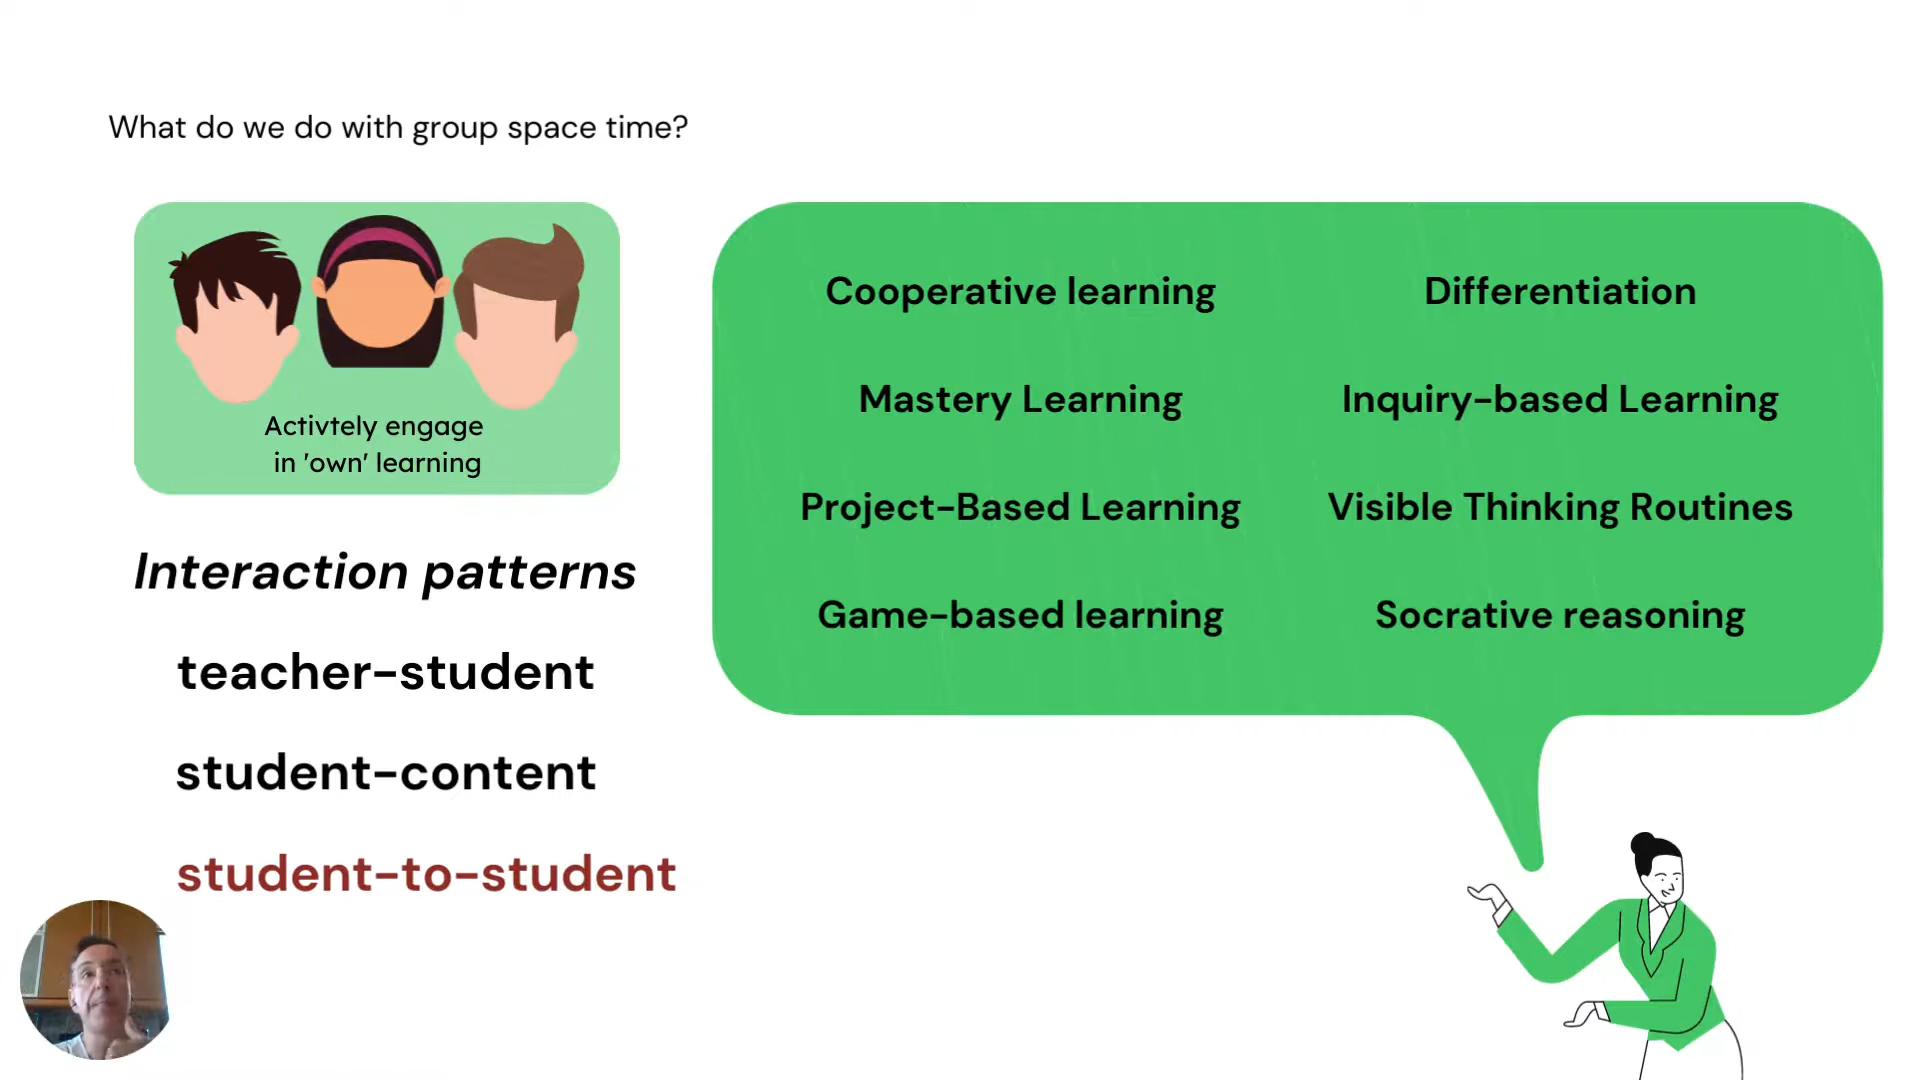 What do we do with group space time?
Activtely engage
in 'own' learning
Interaction patterns
teacher-student
student-content
student-to-student
Cooperative learning
Differentiation
Mastery Learning
Inquiry-based Learning
Project-Based Learning
Visible Thinking Routines
Game-based learning
Socrative reasoning